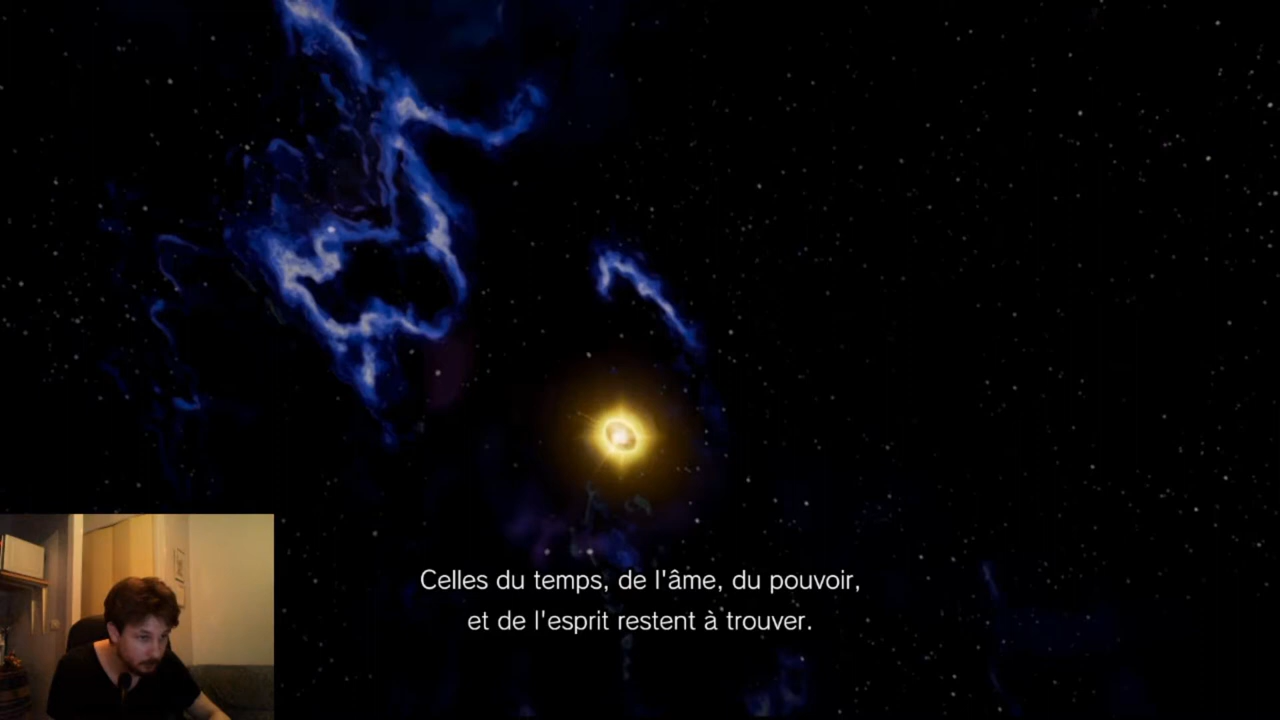 Celles du temps, de l'âme, du pouvoir,
et de l'esprit restent à trouver.